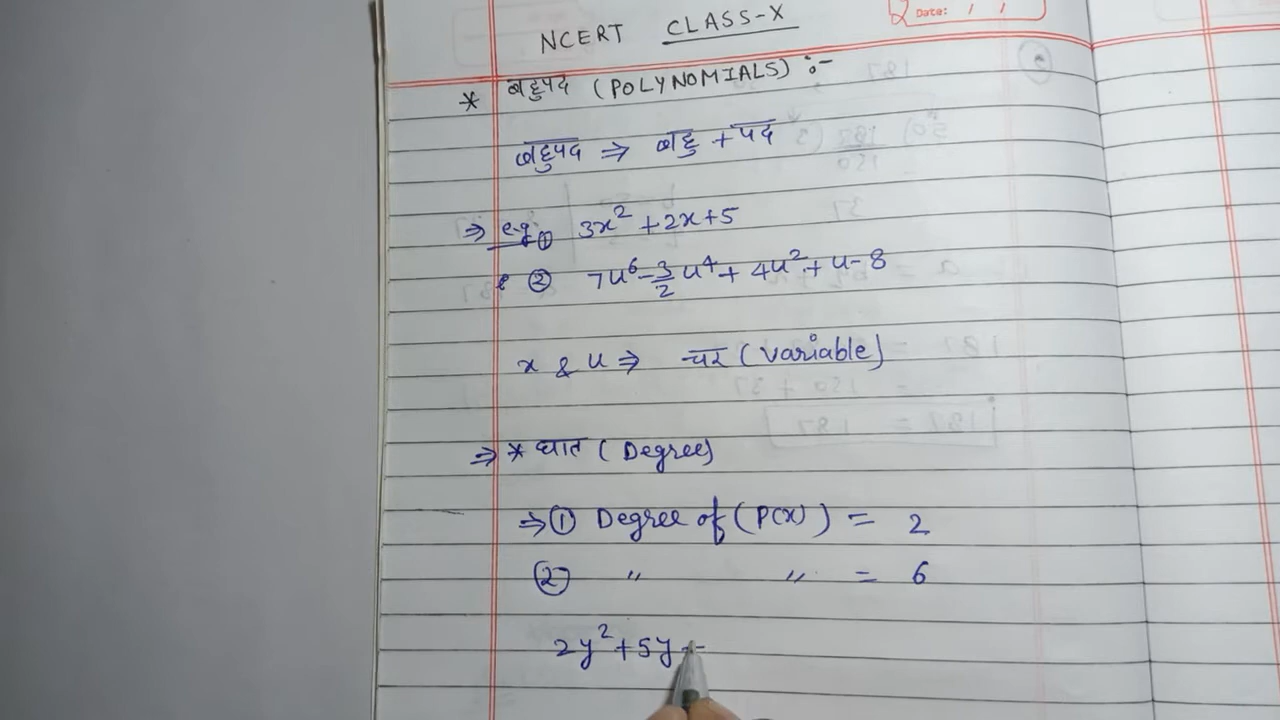 Date: / /
NCERT CLASS-X
* बहुपद (POLYNOMIALS) :-
बहुपद ⇒ बहु + पद
⇒ e.g. ① 3x² + 2x + 5
② 7u⁶ - 3/2 u⁴ + 4u² + u - 8
x & u ⇒ चर (variable)
⇒ * घात (Degree)
⇒ ① Degree of (P(x)) = 2
② " " = 6
2y² + 5y